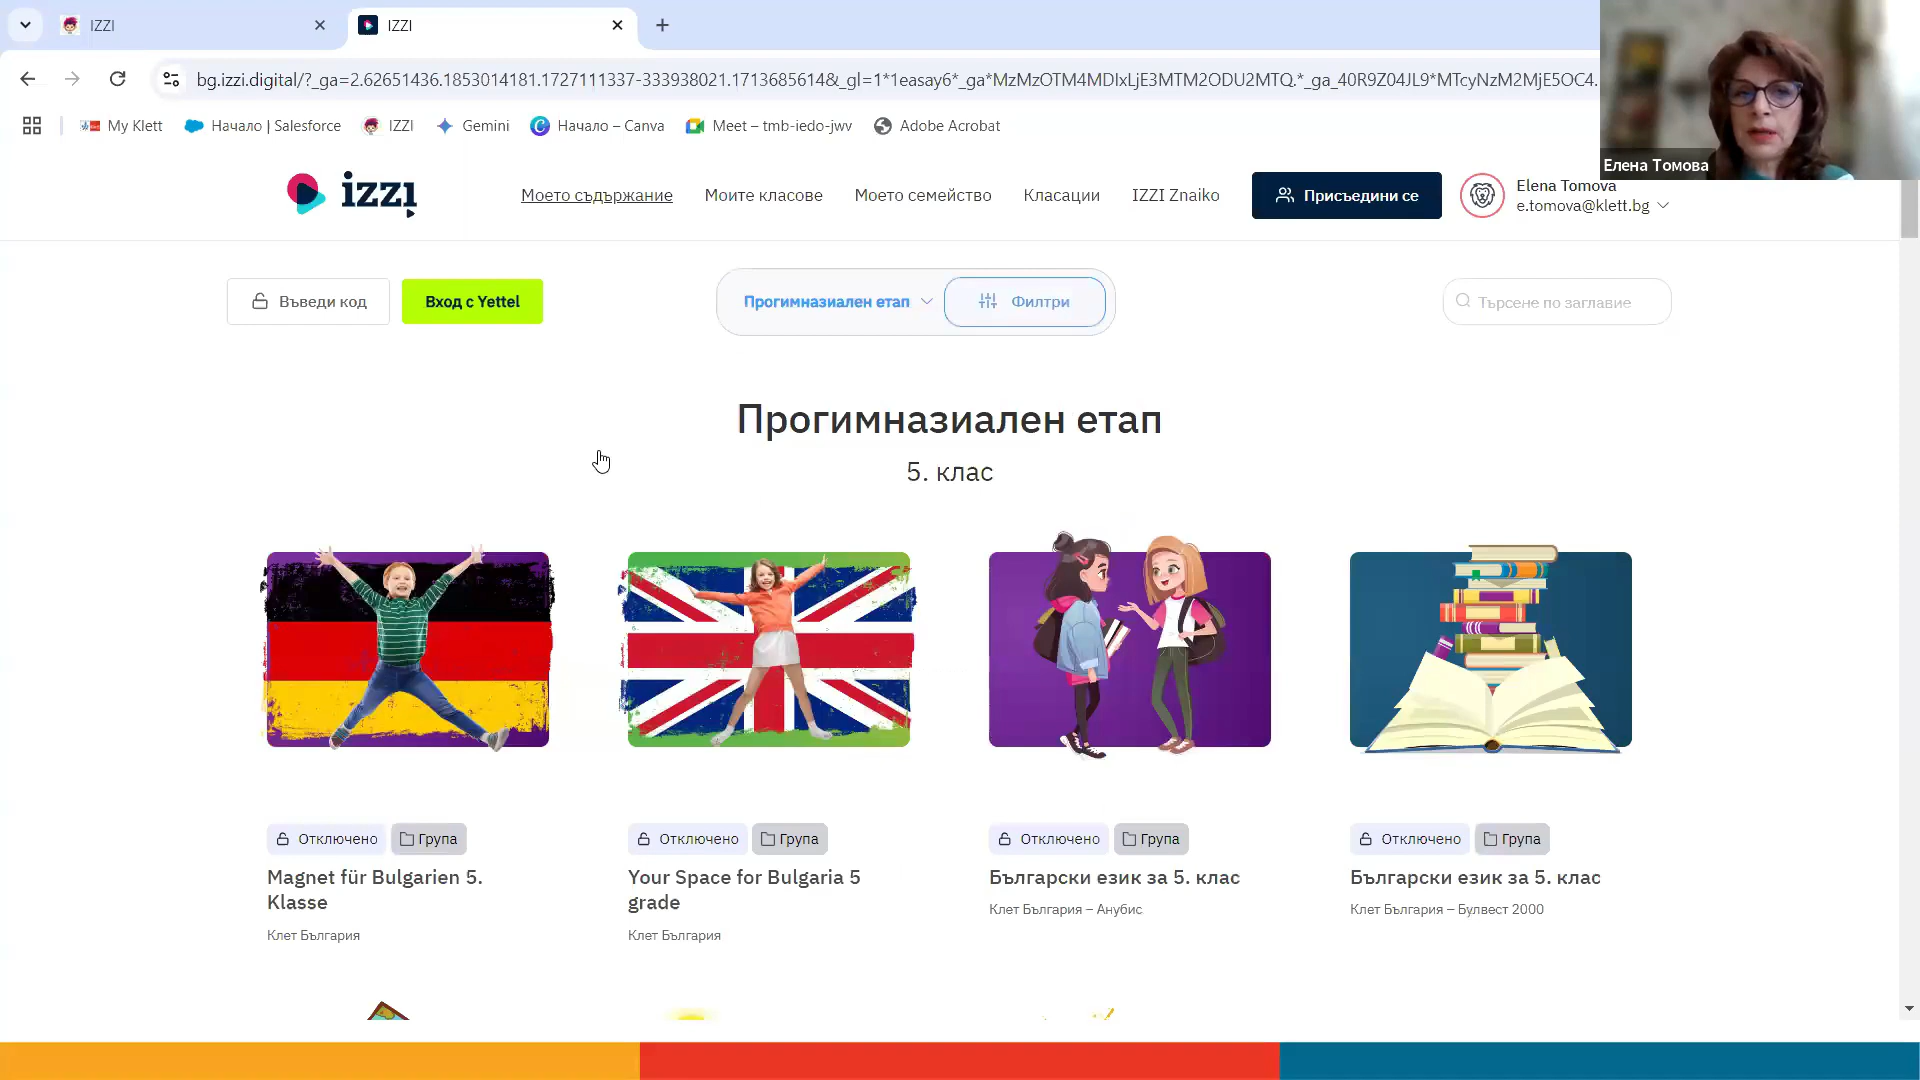 IZZI
IZZI
bg.izzi.digital/?_ga=2.62651436.1853014181.1727111337-333938021.1713685614&_gl=1*1easay6*_ga*MzMzOTM4MDIxLjE3MTM2ODU2MTQ.*_ga_40R9Z04JL9*MTcyNzM2MjE5OC4.
My Klett
Начало | Salesforce
IZZI
Gemini
Начало – Canva
Meet – tmb-iedo-jwv
Adobe Acrobat
Елена Томова
izzi
Моето съдържание
Моите класове
Моето семейство
Класации
IZZI Znaiko
Присъедини се
Elena Tomova
e.tomova@klett.bg
Въведи код
Вход с Yettel
Прогимназиален етап
Филтри
Търсене по заглавие
Прогимназиален етап
5. клас
Отключено Група
Magnet für Bulgarien 5.
Klasse
Клет България
Отключено Група
Your Space for Bulgaria 5
grade
Клет България
Отключено Група
Български език за 5. клас
Клет България – Анубис
Отключено Група
Български език за 5. клас
Клет България – Булвест 2000